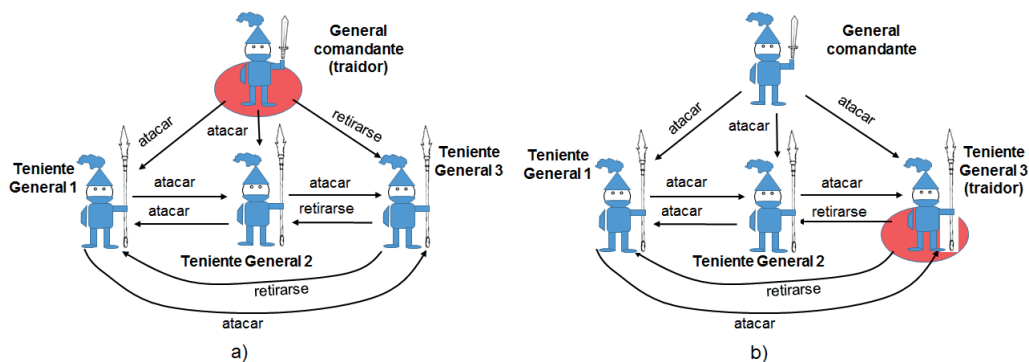 General
comandante
(traidor)
atacar
atacar
retirarse
Teniente
General 1
Teniente
General 3
atacar
atacar
atacar
retirarse
Teniente General 2
retirarse
atacar
a)
General
comandante
atacar
atacar
atacar
Teniente
General 1
Teniente
General 3
(traidor)
atacar
atacar
atacar
retirarse
Teniente General 2
retirarse
atacar
b)